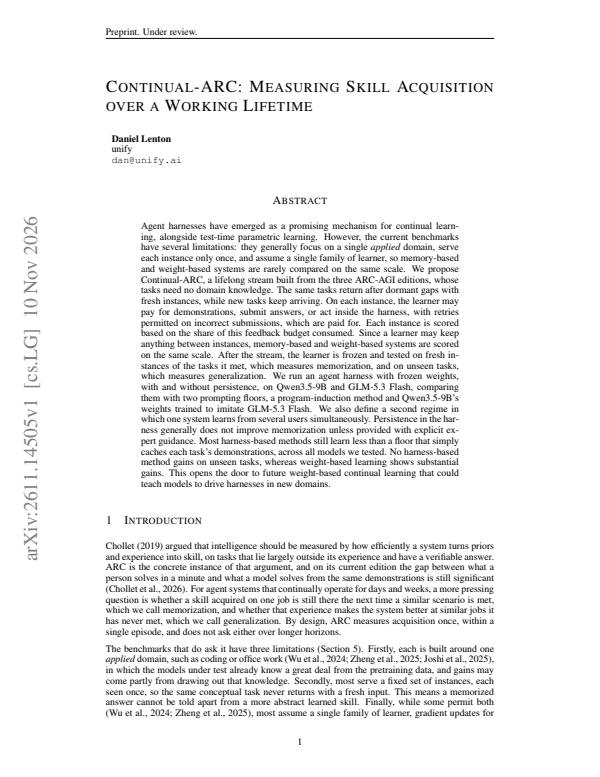 Preprint. Under review.
CONTINUAL-ARC: MEASURING SKILL ACQUISITION
OVER A WORKING LIFETIME
Daniel Lenton
unify
dan@unify.ai
ABSTRACT
Agent harnesses have emerged as a promising mechanism for continual learn-
ing, alongside test-time parametric learning. However, the current benchmarks
have several limitations: they generally focus on a single applied domain, serve
each instance only once, and assume a single family of learner, so memory-based
and weight-based systems are rarely compared on the same scale. We propose
Continual-ARC, a lifelong stream built from the three ARC-AGI editions, whose
tasks need no domain knowledge. The same tasks return after dormant gaps with
fresh instances, while new tasks keep arriving. On each instance, the learner may
pay for demonstrations, submit answers, or act inside the harness, with retries
permitted on incorrect submissions, which are paid for. Each instance is scored
based on the share of this feedback budget consumed. Since a learner may keep
anything between instances, memory-based and weight-based systems are scored
on the same scale. After the stream, the learner is frozen and tested on fresh in-
stances of the tasks it met, which measures memorization, and on unseen tasks,
which measures generalization. We run an agent harness with frozen weights,
with and without persistence, on Qwen3.5-9B and GLM-5.3 Flash, comparing
them with two prompting floors, a program-induction method and Qwen3.5-9B's
weights trained to imitate GLM-5.3 Flash. We also define a second regime in
which one system learns from several users simultaneously. Persistence in the har-
ness generally does not improve memorization unless provided with explicit ex-
pert guidance. Most harness-based methods still learn less than a floor that simply
caches each task's demonstrations, across all models we tested. No harness-based
method gains on unseen tasks, whereas weight-based learning shows substantial
gains. This opens the door to future weight-based continual learning that could
teach models to drive harnesses in new domains.
1 INTRODUCTION
Chollet (2019) argued that intelligence should be measured by how efficiently a system turns priors
and experience into skill, on tasks that lie largely outside its experience and have a verifiable answer.
ARC is the concrete instance of that argument, and on its current edition the gap between what a
person solves in a minute and what a model solves from the same demonstrations is still significant
(Chollet et al., 2026). For agent systems that continually operate for days and weeks, a more pressing
question is whether a skill acquired on one job is still there the next time a similar scenario is met,
which we call memorization, and whether that experience makes the system better at similar jobs it
has never met, which we call generalization. By design, ARC measures acquisition once, within a
single episode, and does not ask either over longer horizons.
The benchmarks that do ask it have three limitations (Section 5). Firstly, each is built around one
applied domain, such as coding or office work (Wu et al., 2024; Zheng et al., 2025; Joshi et al., 2025),
in which the models under test already know a great deal from the pretraining data, and gains may
come partly from drawing out that knowledge. Secondly, most serve a fixed set of instances, each
seen once, so the same conceptual task never returns with a fresh input. This means a memorized
answer cannot be told apart from a more abstract learned skill. Finally, while some permit both
(Wu et al., 2024; Zheng et al., 2025), most assume a single family of learner, gradient updates for
1
arXiv:2611.14505v1 [cs.LG] 10 Nov 2026